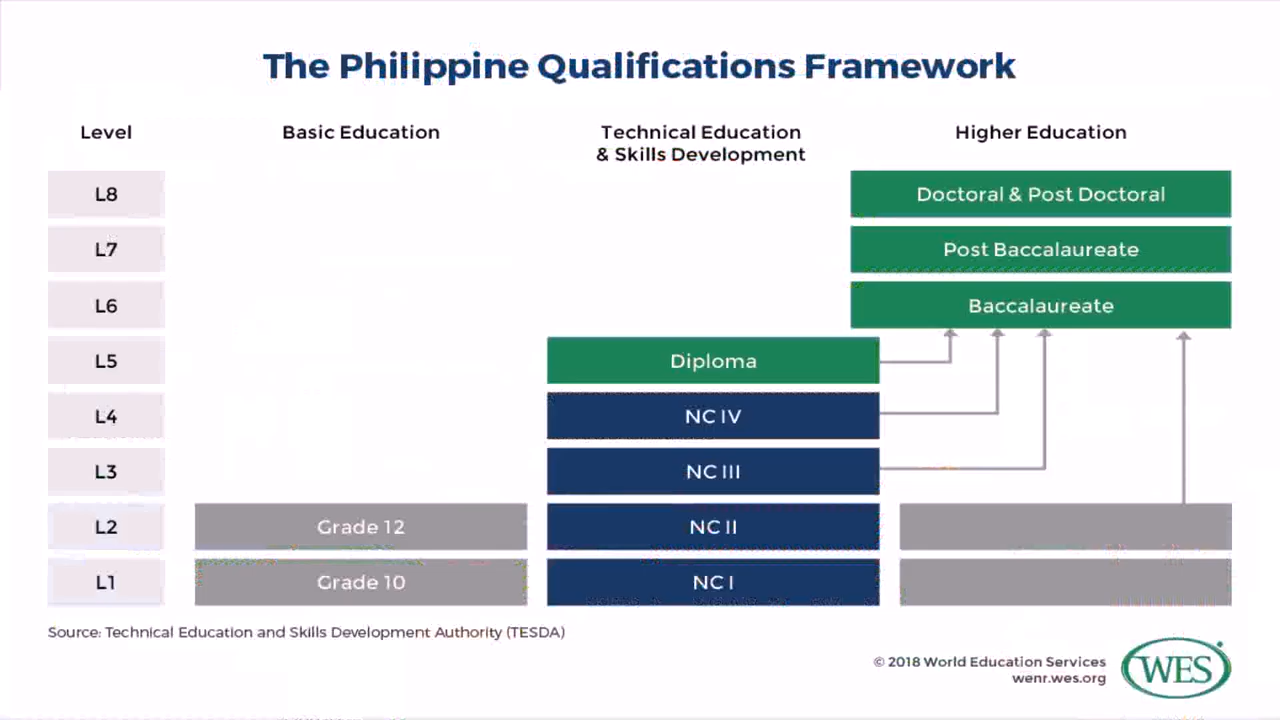 The Philippine Qualifications Framework
Level
Basic Education
Technical Education
& Skills Development
Higher Education
L8
Doctoral & Post Doctoral
L7
Post Baccalaureate
L6
Baccalaureate
L5
Diploma
L4
NC IV
L3
NC III
L2
Grade 12
NC II
L1
Grade 10
NC I
Source: Technical Education and Skills Development Authority (TESDA)
© 2018 World Education Services
wenr.wes.org
WES